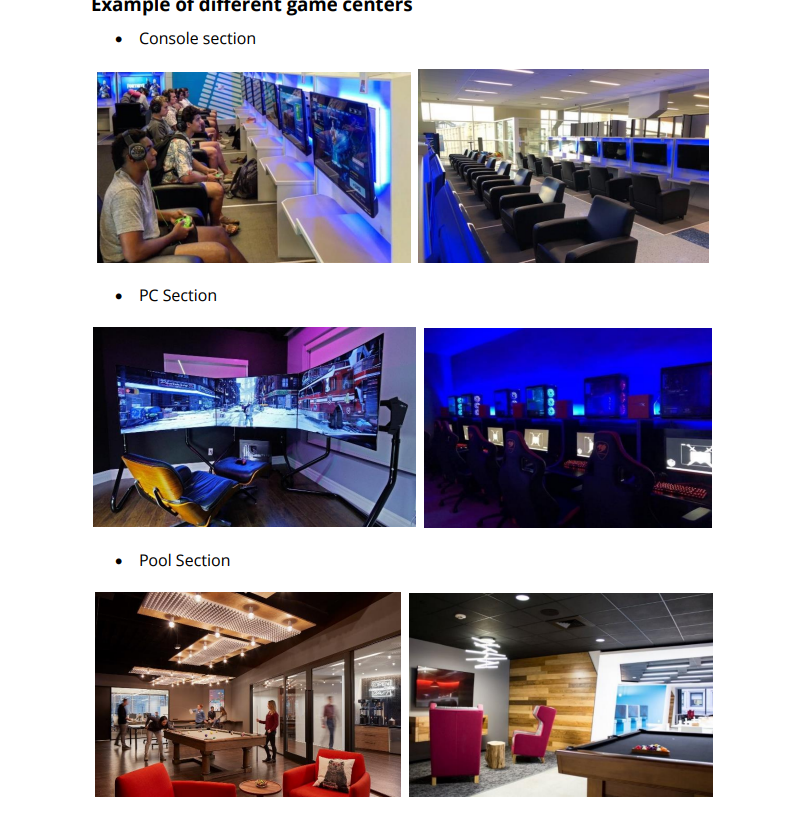 Example of different game centers
• Console section
• PC Section
• Pool Section